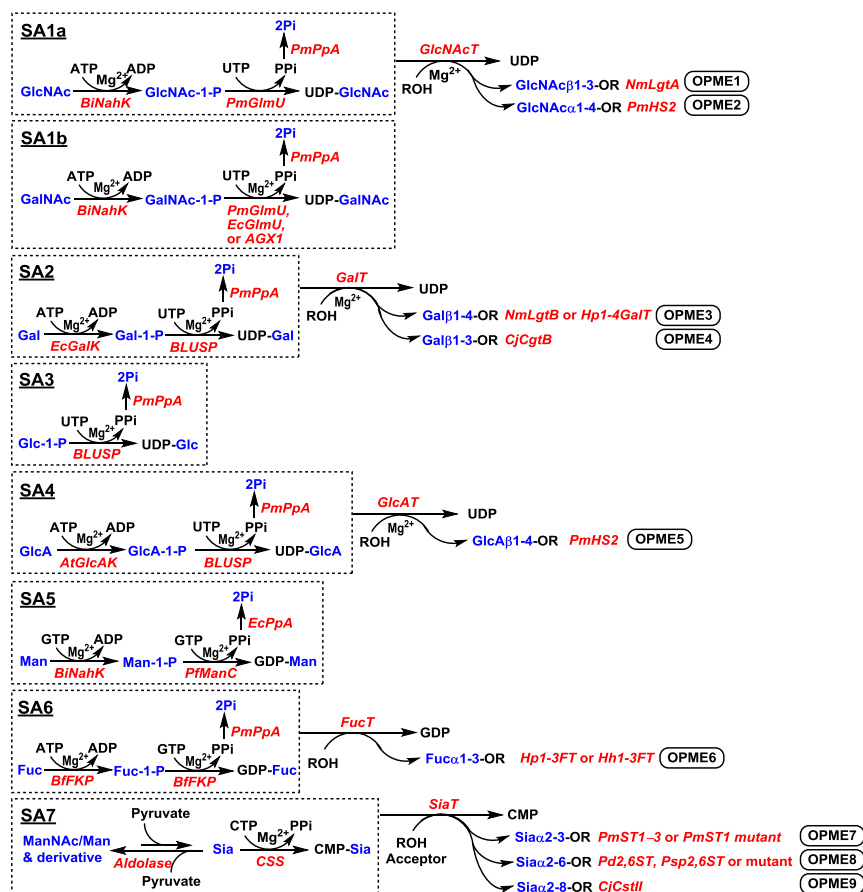 SA1a
2Pi
PmPpA
ATP Mg2+ ADP UTP PPi
GlcNAc BiNahK GlcNAc-1-P PmGlmU UDP-GlcNAc
GlcNAcT
ROH Mg2+ UDP
GlcNAcβ1-3-OR NmLgtA OPME1
GlcNAcα1-4-OR PmHS2 OPME2
SA1b
2Pi
PmPpA
ATP Mg2+ ADP UTP Mg2+ PPi
GalNAc BiNahK GalNAc-1-P PmGlmU, UDP-GalNAc
EcGlmU,
or AGX1
SA2
2Pi
PmPpA
ATP Mg2+ ADP UTP Mg2+ PPi
Gal EcGalK Gal-1-P BLUSP UDP-Gal
GalT
ROH Mg2+ UDP
Galβ1-4-OR NmLgtB or Hp1-4GalT OPME3
Galβ1-3-OR CjCgtB OPME4
SA3
2Pi
PmPpA
UTP Mg2+ PPi
Glc-1-P BLUSP UDP-Glc
SA4
2Pi
PmPpA
ATP Mg2+ ADP UTP Mg2+ PPi
GlcA AtGlcAK GlcA-1-P BLUSP UDP-GlcA
GlcAT
ROH Mg2+ UDP
GlcAβ1-4-OR PmHS2 OPME5
SA5
2Pi
EcPpA
GTP Mg2+ ADP GTP Mg2+ PPi
Man BiNahK Man-1-P PfManC GDP-Man
SA6
2Pi
PmPpA
ATP Mg2+ ADP GTP Mg2+ PPi
Fuc BfFKP Fuc-1-P BfFKP GDP-Fuc
FucT
ROH GDP
Fucα1-3-OR Hp1-3FT or Hh1-3FT OPME6
SA7
Pyruvate CTP Mg2+ PPi
ManNAc/Man Sia CMP-Sia
& derivative Aldolase CSS
Pyruvate
SiaT
ROH CMP
Acceptor
Siaα2-3-OR PmST1–3 or PmST1 mutant OPME7
Siaα2-6-OR Pd2,6ST, Psp2,6ST or mutant OPME8
Siaα2-8-OR CjCstII OPME9